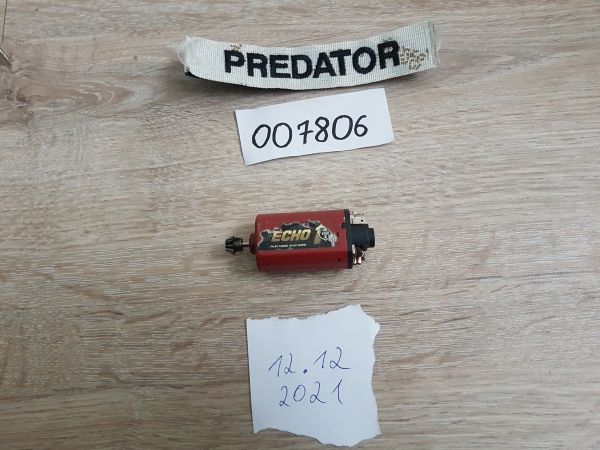 PREDATOR
007806
ECHO 1
12.12
2021